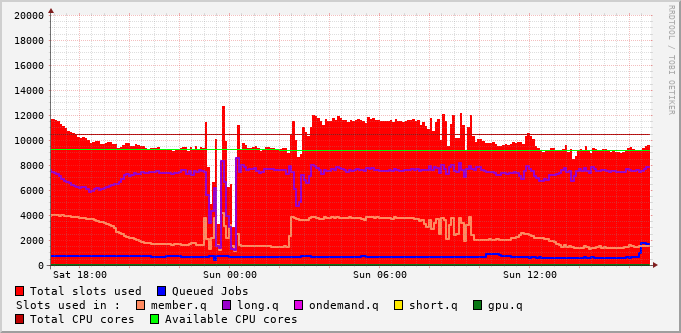 20000
18000
16000
14000
12000
10000
8000
6000
4000
2000
0
Sat 18:00 Sun 00:00 Sun 06:00 Sun 12:00
RRDTOOL / TOBI OETIKER
Total slots used Queued Jobs
Slots used in : member.q long.q ondemand.q short.q gpu.q
Total CPU cores Available CPU cores